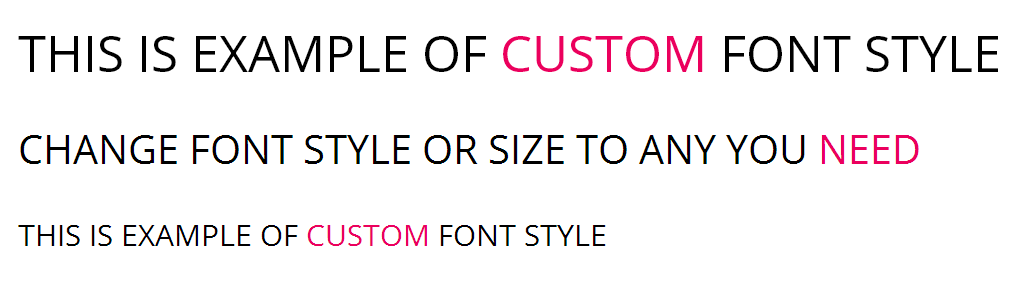 THIS IS EXAMPLE OF CUSTOM FONT STYLE
CHANGE FONT STYLE OR SIZE TO ANY YOU NEED
THIS IS EXAMPLE OF CUSTOM FONT STYLE